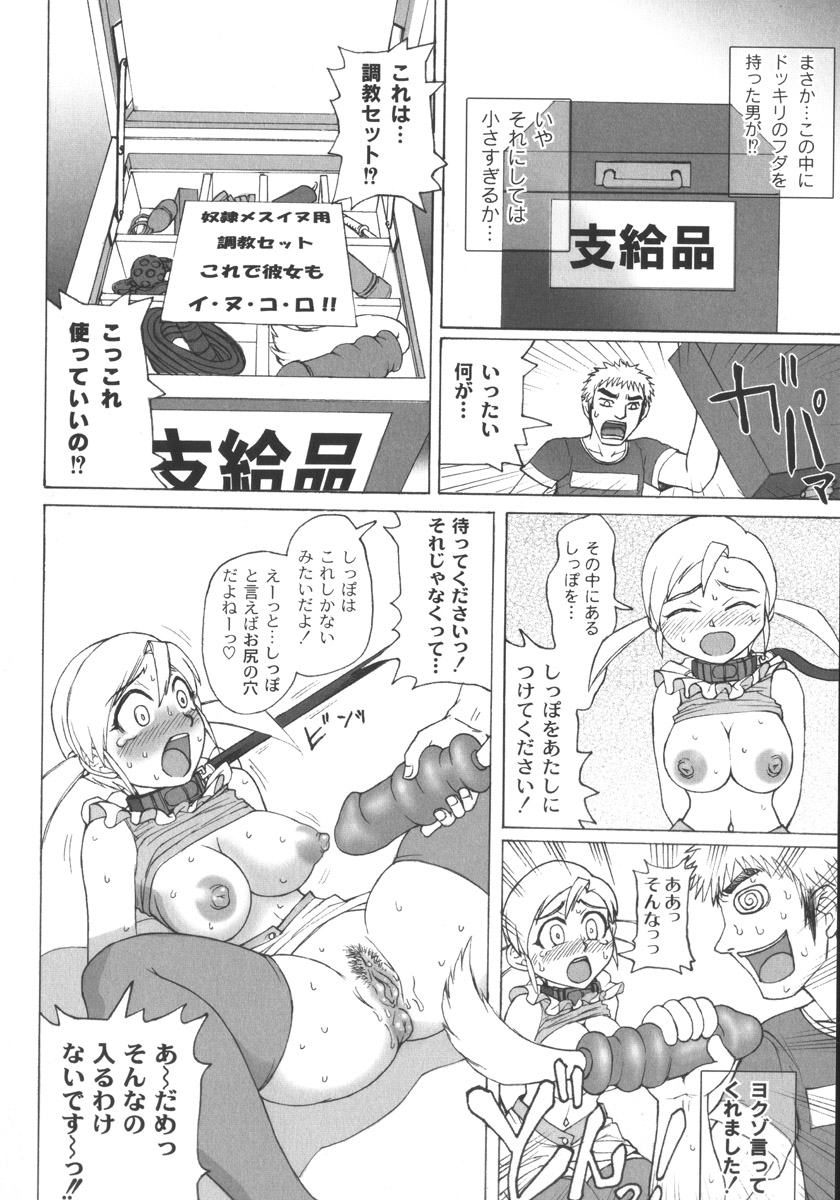 まさか…この中に
ドッキリのフダを
持った男が!?
いや
それにしては
小さすぎるか…
支給品
ガパァ
いったい
何が…
これは…
調教セット!?
奴隷メスイヌ用
調教セット
これで彼女も
イ・ヌ・コ・ロ!!
こっこれ
使っていいの!?
支給品
その中にある
しっぽを…
しっぽをあたしに
つけてください!
ああっ
そんなっっ
ヨクゾ言って
くれました!
待ってくださいっ!
それじゃなくって…
しっぽは
これしかない
みたいだよ!
えーっと…しっぽ
と言えばお尻の穴
だよねーっ♡
ビンッ
あ～だめっ
そんなの
入るわけ
ないです～っ!!